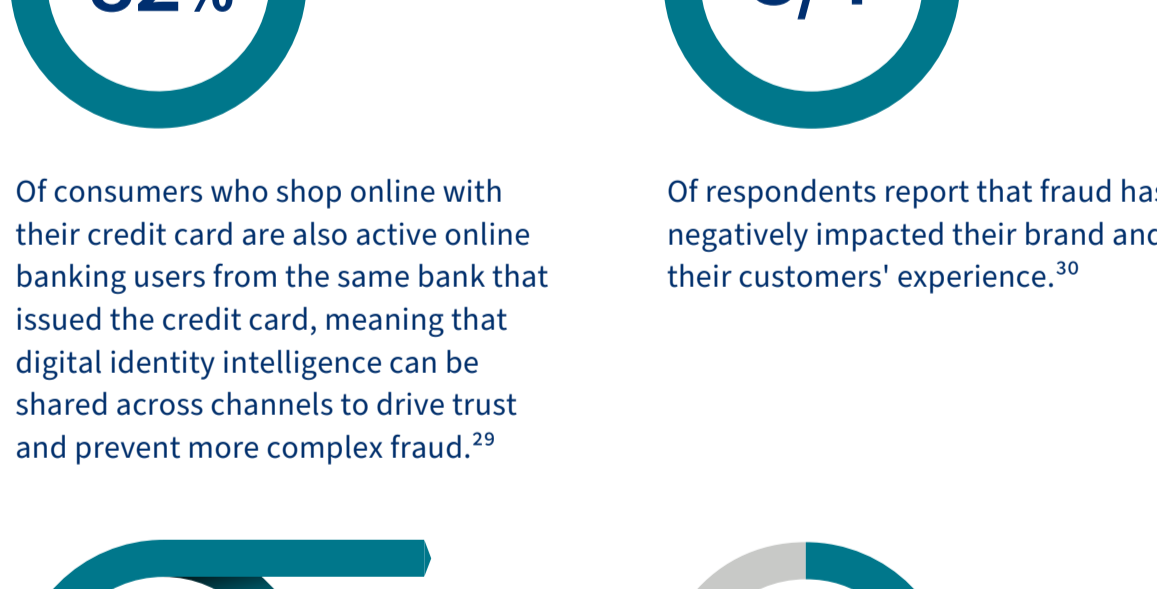 Of consumers who shop online with
their credit card are also active online
banking users from the same bank that
issued the credit card, meaning that
digital identity intelligence can be
shared across channels to drive trust
and prevent more complex fraud.²⁹
Of respondents report that fraud has
negatively impacted their brand and
their customers' experience.³⁰